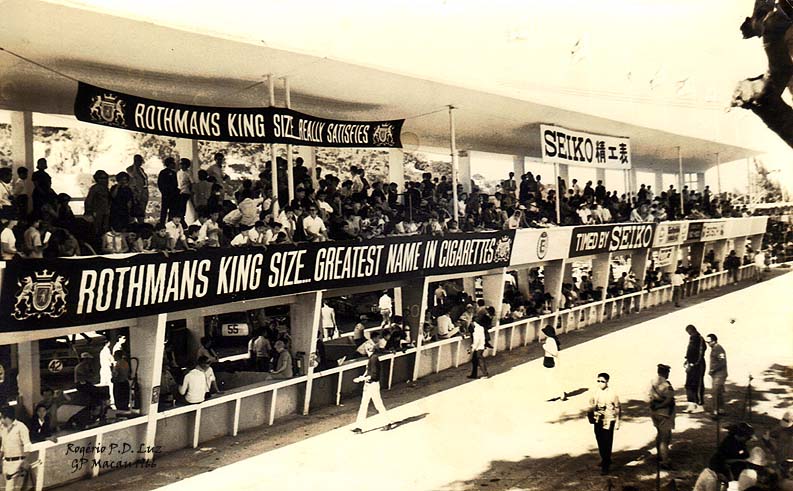 ROTHMANS KING SIZE...REALLY SATISFIES
SEIKO 精工表
ROTHMANS KING SIZE... GREATEST NAME IN CIGARETTES
E
TIMED BY SEIKO
55
Rogério P.D. Luz
GP Macau 1966